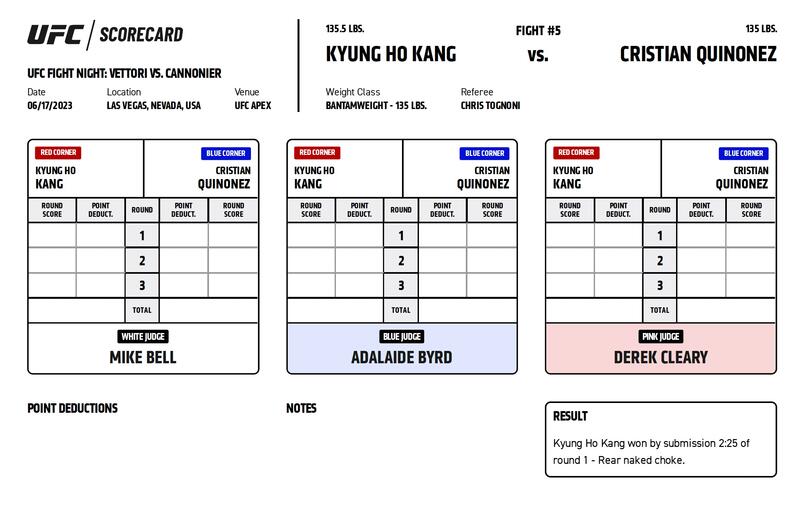 UFC / SCORECARD
UFC FIGHT NIGHT: VETTORI VS. CANNONIER
Date Location Venue
06/17/2023 LAS VEGAS, NEVADA, USA UFC APEX
135.5 LBS. FIGHT #5 135 LBS.
KYUNG HO KANG VS. CRISTIAN QUINONEZ
Weight Class Referee
BANTAMWEIGHT - 135 LBS. CHRIS TOGNONI
RED CORNER BLUE CORNER
KYUNG HO CRISTIAN
KANG QUINONEZ
ROUND POINT ROUND POINT ROUND
SCORE DEDUCT. DEDUCT. SCORE
1
2
3
TOTAL
WHITE JUDGE
MIKE BELL
RED CORNER BLUE CORNER
KYUNG HO CRISTIAN
KANG QUINONEZ
ROUND POINT ROUND POINT ROUND
SCORE DEDUCT. DEDUCT. SCORE
1
2
3
TOTAL
BLUE JUDGE
ADALAIDE BYRD
RED CORNER BLUE CORNER
KYUNG HO CRISTIAN
KANG QUINONEZ
ROUND POINT ROUND POINT ROUND
SCORE DEDUCT. DEDUCT. SCORE
1
2
3
TOTAL
PINK JUDGE
DEREK CLEARY
POINT DEDUCTIONS
NOTES
RESULT
Kyung Ho Kang won by submission 2:25 of
round 1 - Rear naked choke.